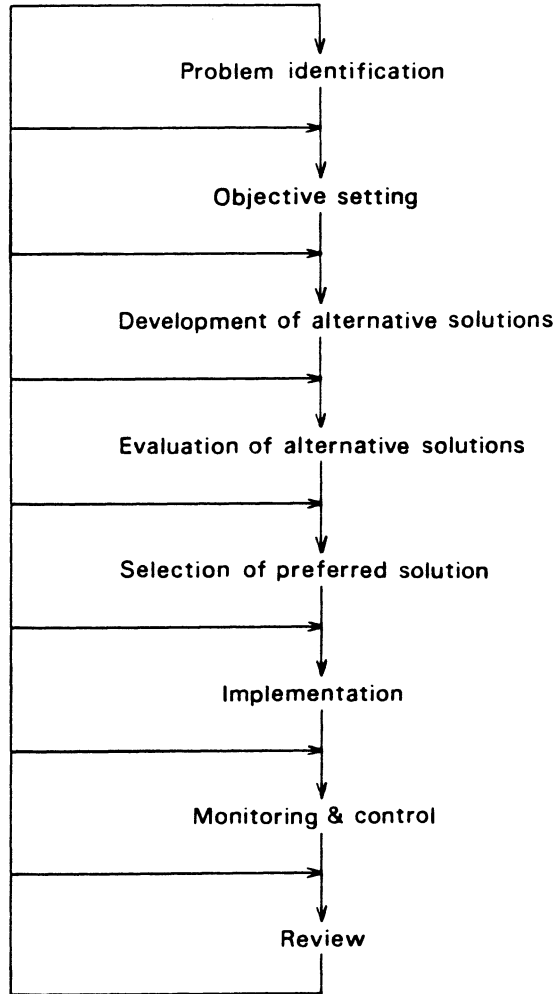 Problem identification
Objective setting
Development of alternative solutions
Evaluation of alternative solutions
Selection of preferred solution
Implementation
Monitoring & control
Review